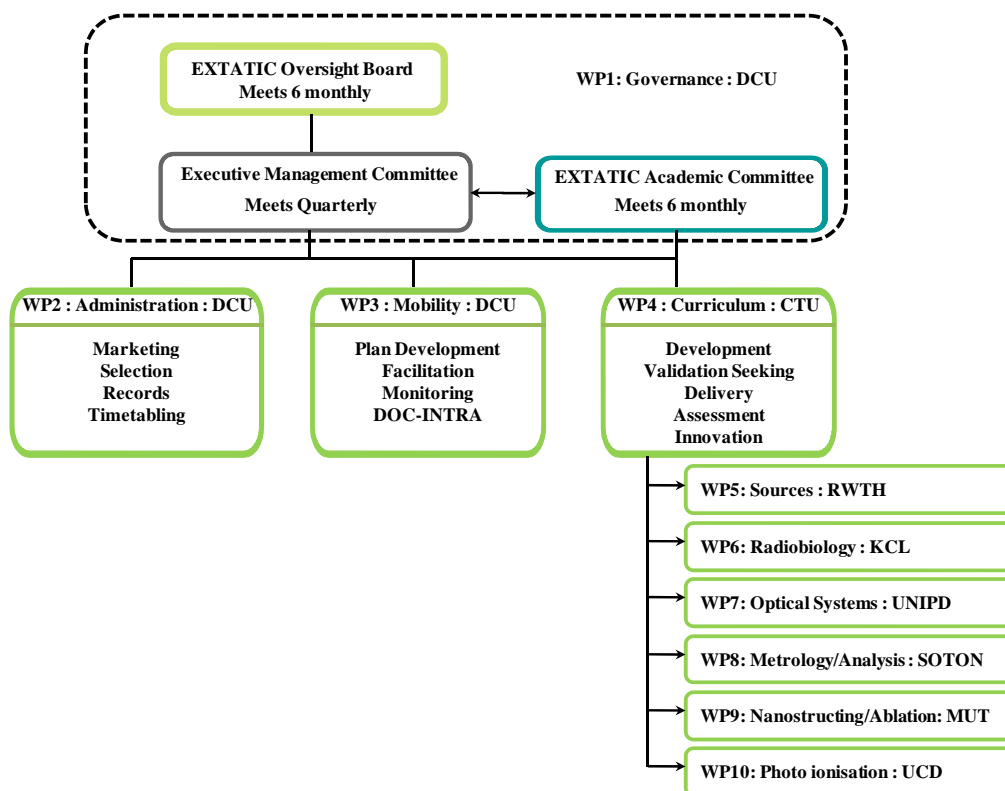 EXTATIC Oversight Board
Meets 6 monthly
WP1: Governance : DCU
Executive Management Committee
Meets Quarterly
EXTATIC Academic Committee
Meets 6 monthly
WP2 : Administration : DCU
Marketing
Selection
Records
Timetabling
WP3 : Mobility : DCU
Plan Development
Facilitation
Monitoring
DOC-INTRA
WP4 : Curriculum : CTU
Development
Validation Seeking
Delivery
Assessment
Innovation
WP5: Sources : RWTH
WP6: Radiobiology : KCL
WP7: Optical Systems : UNIPD
WP8: Metrology/Analysis : SOTON
WP9: Nanostructing/Ablation: MUT
WP10: Photo ionisation : UCD